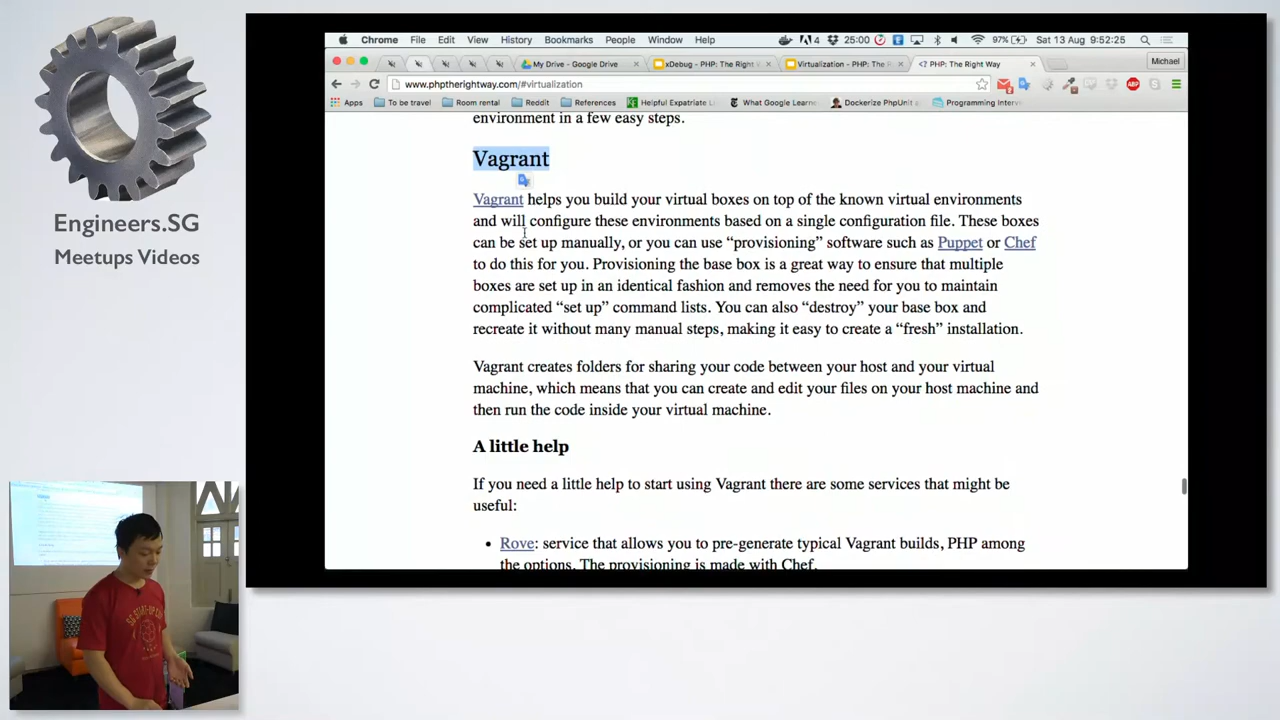 Engineers.SG
Meetups Videos
Chrome File Edit View History Bookmarks People Window Help
4 25:00 97% Sat 13 Aug 9:52:25
My Drive - Google Drive
xDebug - PHP: The Right W
Virtualization - PHP: The R
PHP: The Right Way
Michael
www.phptherightway.com/#virtualization
Apps To be travel Room rental Reddit References Helpful Expatriate Li What Google Learn Dockerize PhpUnit Programming Interv
environment in a few easy steps.
Vagrant
Vagrant helps you build your virtual boxes on top of the known virtual environments
and will configure these environments based on a single configuration file. These boxes
can be set up manually, or you can use “provisioning” software such as Puppet or Chef
to do this for you. Provisioning the base box is a great way to ensure that multiple
boxes are set up in an identical fashion and removes the need for you to maintain
complicated “set up” command lists. You can also “destroy” your base box and
recreate it without many manual steps, making it easy to create a “fresh” installation.
Vagrant creates folders for sharing your code between your host and your virtual
machine, which means that you can create and edit your files on your host machine and
then run the code inside your virtual machine.
A little help
If you need a little help to start using Vagrant there are some services that might be
useful:
• Rove: service that allows you to pre-generate typical Vagrant builds, PHP among
the options. The provisioning is made with Chef.